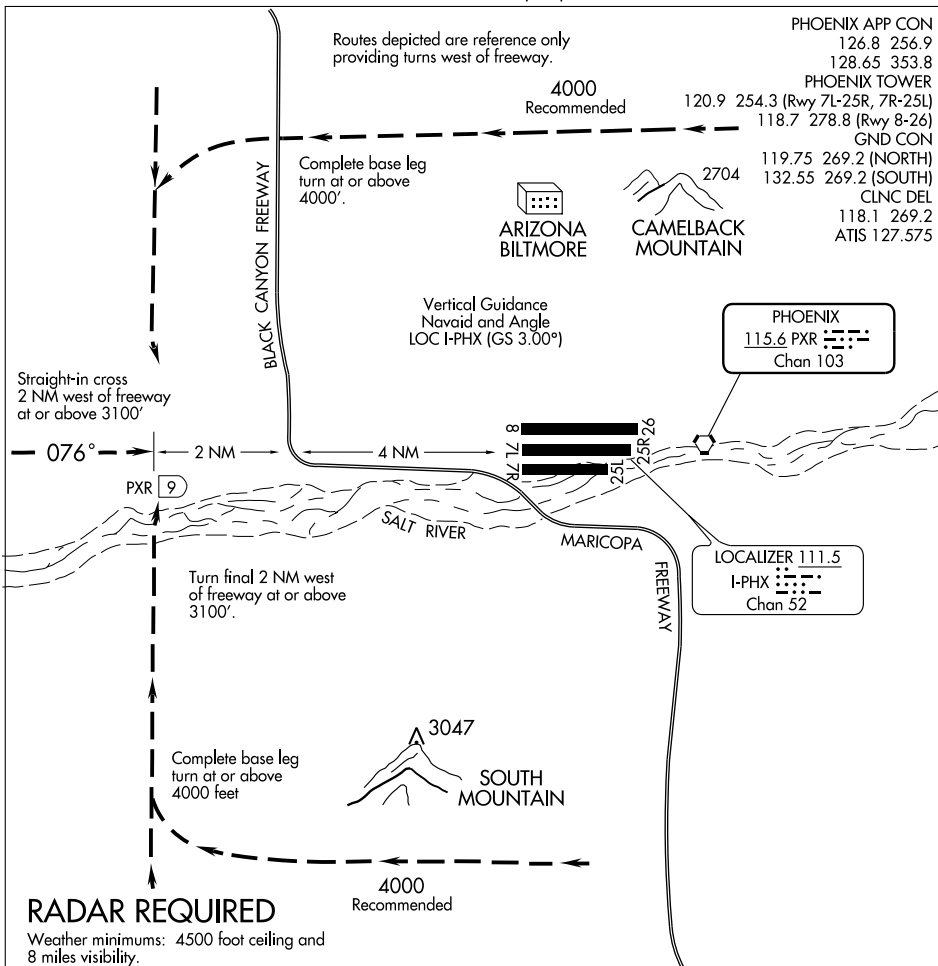 Routes depicted are reference only
providing turns west of freeway.
PHOENIX APP CON
126.8 256.9
128.65 353.8
PHOENIX TOWER
120.9 254.3 (Rwy 7L-25R, 7R-25L)
118.7 278.8 (Rwy 8-26)
GND CON
119.75 269.2 (NORTH)
132.55 269.2 (SOUTH)
CLNC DEL
118.1 269.2
ATIS 127.575
4000
Recommended
Complete base leg
turn at or above
4000'.
BLACK CANYON FREEWAY
ARIZONA
BILTMORE
2704
CAMELBACK
MOUNTAIN
Vertical Guidance
Navaid and Angle
LOC I-PHX (GS 3.00°)
PHOENIX
115.6 PXR
Chan 103
Straight-in cross
2 NM west of freeway
at or above 3100'
076°
2 NM
4 NM
8
26
7L
25R
7R
25L
PXR 9
SALT RIVER
MARICOPA
FREEWAY
LOCALIZER 111.5
I-PHX
Chan 52
Turn final 2 NM west
of freeway at or above
3100'.
3047
SOUTH
MOUNTAIN
Complete base leg
turn at or above
4000 feet
4000
Recommended
RADAR REQUIRED
Weather minimums: 4500 foot ceiling and
8 miles visibility.